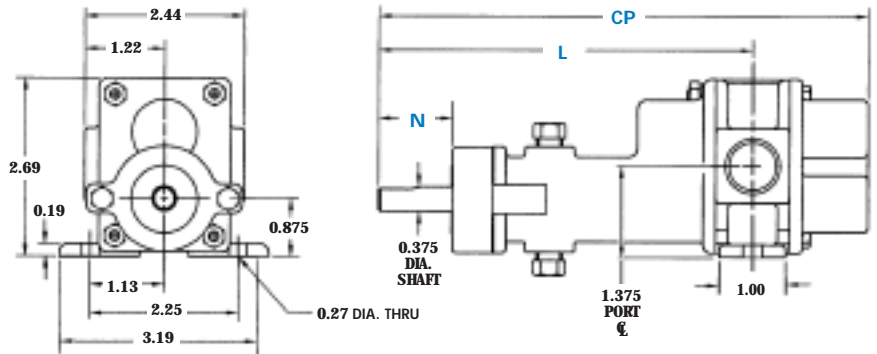 2.44
1.22
2.69
0.19
0.875
1.13
2.25
3.19
0.27 DIA. THRU
CP
L
N
0.375
DIA.
SHAFT
1.375
PORT
℄
1.00